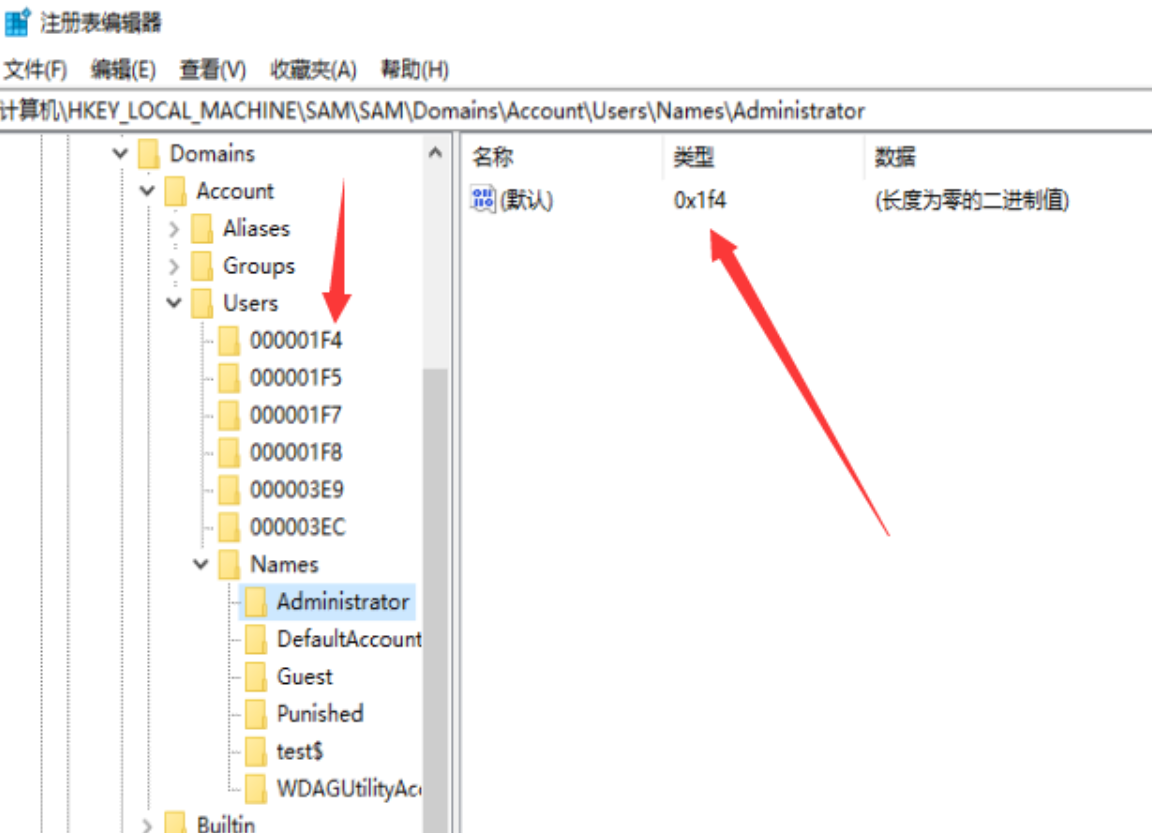 注册表编辑器
文件(F) 编辑(E) 查看(V) 收藏夹(A) 帮助(H)
计算机\HKEY_LOCAL_MACHINE\SAM\SAM\Domains\Account\Users\Names\Administrator
Domains
Account
Aliases
Groups
Users
000001F4
000001F5
000001F7
000001F8
000003E9
000003EC
Names
Administrator
DefaultAccount
Guest
Punished
test$
WDAGUtilityAc
Builtin
名称 类型 数据
(默认) 0x1f4 (长度为零的二进制值)